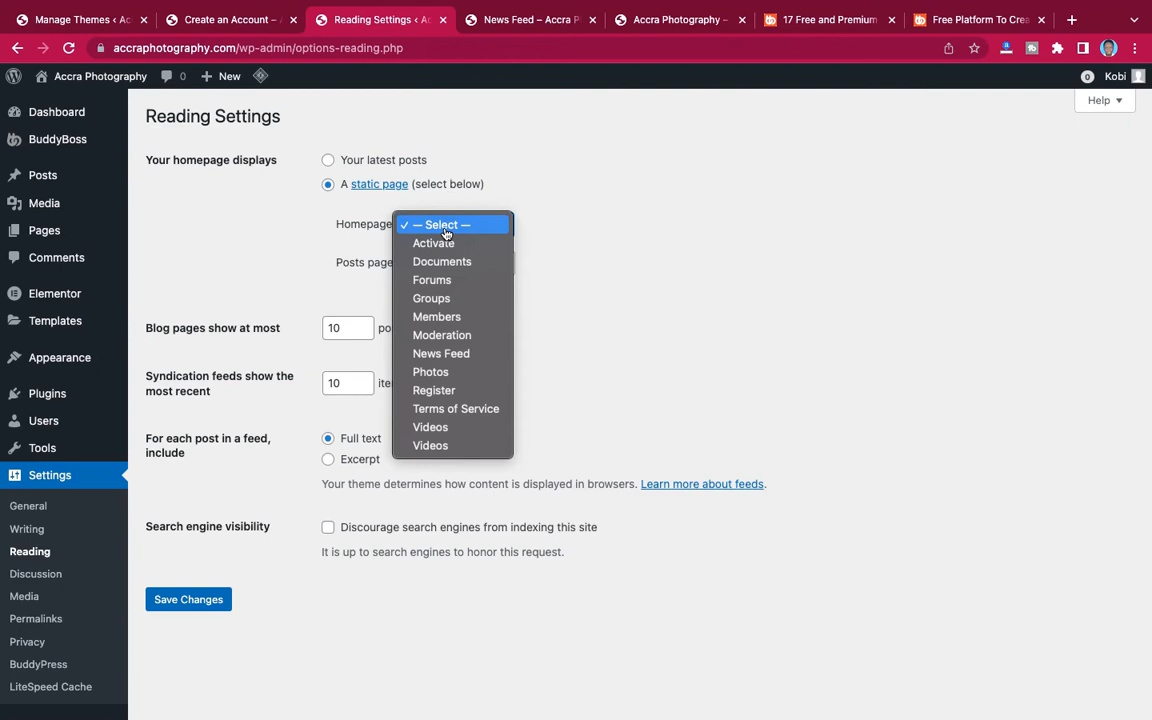 Manage Themes ‹ Ac
Create an Account –
Reading Settings ‹ Ac
News Feed – Accra P
Accra Photography –
17 Free and Premium
Free Platform To Crea
accraphotography.com/wp-admin/options-reading.php
Accra Photography
0
New
0
Kobi
Help
Dashboard
BuddyBoss
Posts
Media
Pages
Comments
Elementor
Templates
Appearance
Plugins
Users
Tools
Settings
General
Writing
Reading
Discussion
Media
Permalinks
Privacy
BuddyPress
LiteSpeed Cache
Reading Settings
Your homepage displays
Your latest posts
A static page (select below)
Homepage
Posts page
✓ — Select —
Activate
Documents
Forums
Groups
Members
Moderation
News Feed
Photos
Register
Terms of Service
Videos
Videos
Blog pages show at most
10 po
Syndication feeds show the
most recent
10 ite
For each post in a feed,
include
Full text
Excerpt
Your theme determines how content is displayed in browsers. Learn more about feeds.
Search engine visibility
Discourage search engines from indexing this site
It is up to search engines to honor this request.
Save Changes